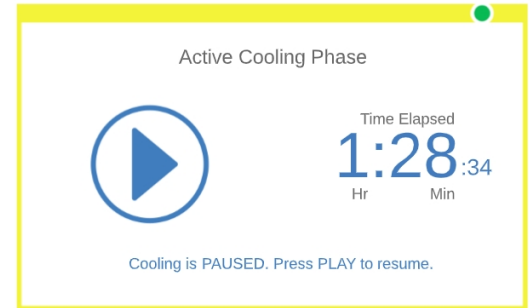 Active Cooling Phase
Time Elapsed
1:28:34
Hr Min
Cooling is PAUSED. Press PLAY to resume.